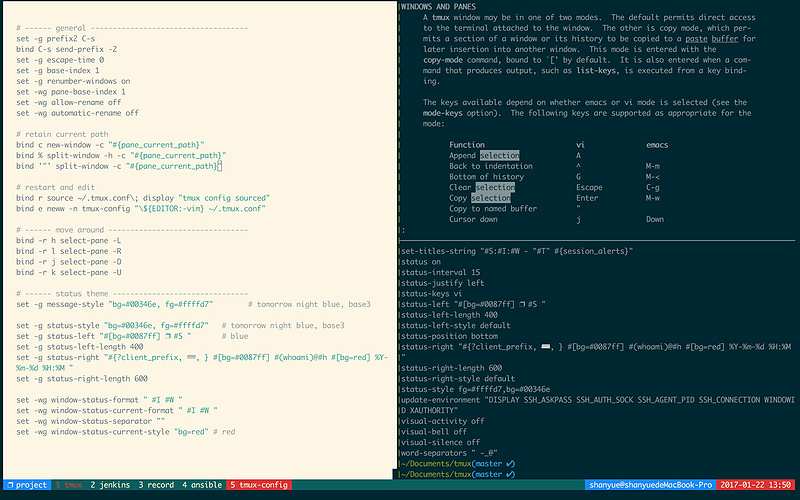 # ------ general -----------------------------------
set -g prefix2 C-s
bind C-s send-prefix -2
set -g escape-time 0
set -g base-index 1
set -g renumber-windows on
set -wg pane-base-index 1
set -wg allow-rename off
set -wg automatic-rename off
# retain current path
bind c new-window -c "#{pane_current_path}"
bind % split-window -h -c "#{pane_current_path}"
bind '"' split-window -c "#{pane_current_path}
# restart and edit
bind r source ~/.tmux.conf\; display "tmux config sourced"
bind e neww -n tmux-config "\${EDITOR:-vim} ~/.tmux.conf"
# ------ move around -------------------------------
bind -r h select-pane -L
bind -r l select-pane -R
bind -r j select-pane -D
bind -r k select-pane -U
# ------ status theme ------------------------------
set -g message-style "bg=#00346e, fg=#ffffd7" # tomorrow night blue, base3
set -g status-style "bg=#00346e, fg=#ffffd7" # tomorrow night blue, base3
set -g status-left "#[bg=#0087ff] ❐ #S " # blue
set -g status-left-length 400
set -g status-right "#{?client_prefix, ⌨, } #[bg=#0087ff] #(whoami)@#h #[bg=red] %Y-
%m-%d %H:%M "
set -g status-right-length 600
set -wg window-status-format " #I #W "
set -wg window-status-current-format " #I #W "
set -wg window-status-separator ""
set -wg window-status-current-style "bg=red" # red
WINDOWS AND PANES
A tmux window may be in one of two modes. The default permits direct access
to the terminal attached to the window. The other is copy mode, which per-
mits a section of a window or its history to be copied to a paste buffer for
later insertion into another window. This mode is entered with the
copy-mode command, bound to `[' by default. It is also entered when a com-
mand that produces output, such as list-keys, is executed from a key bind-
ing.
The keys available depend on whether emacs or vi mode is selected (see the
mode-keys option). The following keys are supported as appropriate for the
mode:
Function vi emacs
Append selection A
Back to indentation ^ M-m
Bottom of history G M-<
Clear selection Escape C-g
Copy selection Enter M-w
Copy to named buffer "
Cursor down j Down
:
set-titles-string "#S:#I:#W - "#T" #{session_alerts}"
status on
status-interval 15
status-justify left
status-keys vi
status-left "#[bg=#0087ff] ❐ #S "
status-left-length 400
status-left-style default
status-position bottom
status-right "#{?client_prefix, ⌨, } #[bg=#0087ff] #(whoami)@#h #[bg=red] %Y-%m-%d %H:%M
"
status-right-length 600
status-right-style default
status-style fg=#ffffd7,bg=#00346e
update-environment "DISPLAY SSH_ASKPASS SSH_AUTH_SOCK SSH_AGENT_PID SSH_CONNECTION WINDOWI
D XAUTHORITY"
visual-activity off
visual-bell off
visual-silence off
word-separators " -_@"
~/Documents/tmux(master ✔)
~/Documents/tmux(master ✔)
❐ project 1 tmux 2 jenkins 3 record 4 ansible 5 tmux-config shanyue@shanyuedeMacBook-Pro 2017-01-22 13:50